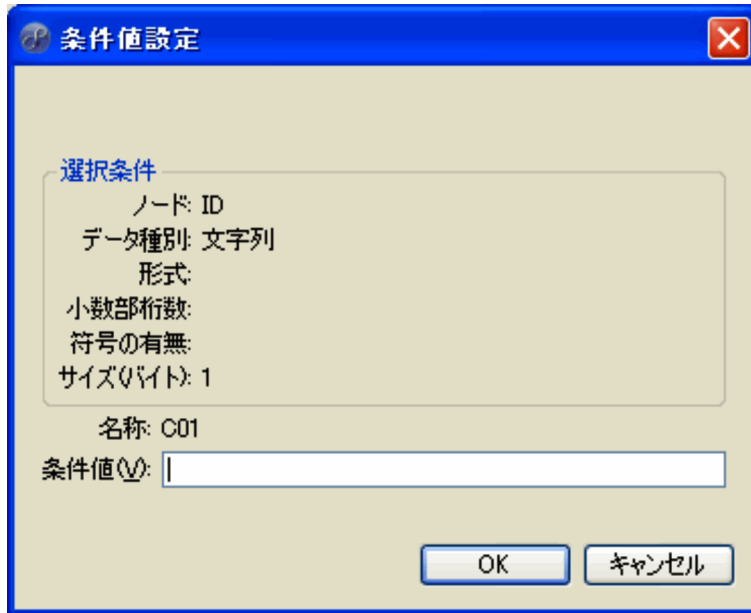 条件値設定
選択条件
ノード: ID
データ種別: 文字列
形式:
小数部桁数:
符号の有無:
サイズ(バイト): 1
名称: C01
条件値(V):
OK キャンセル